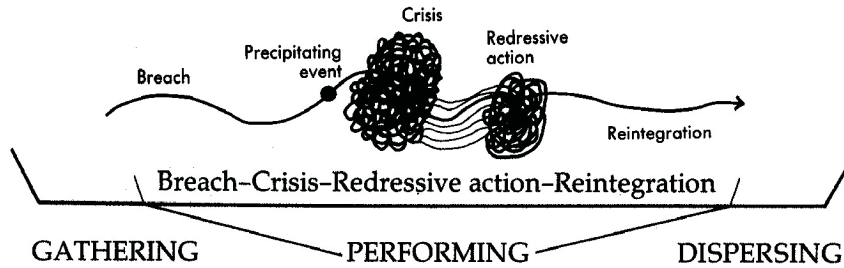 Crisis
Precipitating
event
Redressive
action
Breach
Reintegration
Breach–Crisis–Redressive action–Reintegration
GATHERING PERFORMING DISPERSING